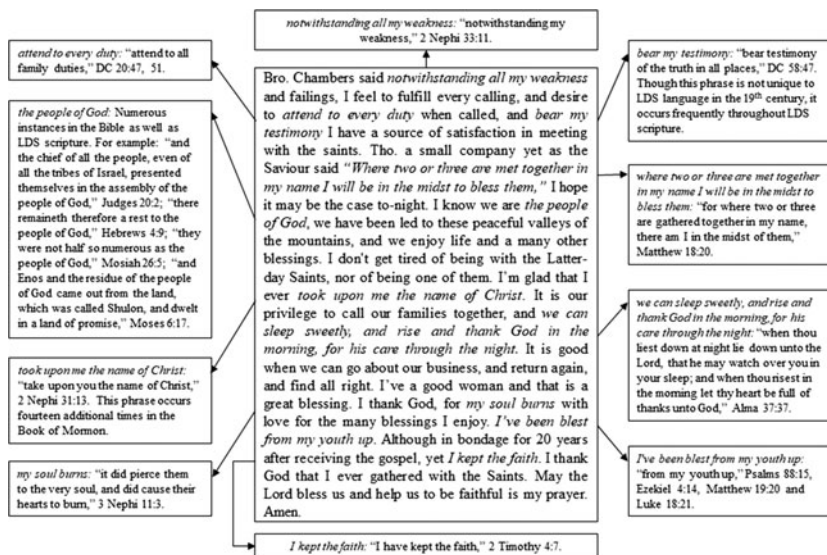 notwithstanding all my weakness: “notwithstanding my
weakness,” 2 Nephi 33:11.
attend to every duty: “attend to all
family duties,” DC 20:47, 51.
the people of God: Numerous
instances in the Bible as well as
LDS scripture. For example: “and
the chief of all the people, even of
all the tribes of Israel, presented
themselves in the assembly of the
people of God,” Judges 20:2; “there
remaineth therefore a rest to the
people of God,” Hebrews 4:9; “they
were not half so numerous as the
people of God,” Mosiah 26:5; “and
Enos and the residue of the people
of God came out from the land,
which was called Shulon, and dwelt
in a land of promise,” Moses 6:17.
took upon me the name of Christ:
“take upon you the name of Christ,”
2 Nephi 31:13. This phrase occurs
fourteen additional times in the
Book of Mormon.
my soul burns: “it did pierce them
to the very soul, and did cause their
hearts to burn,” 3 Nephi 11:3.
Bro. Chambers said notwithstanding all my weakness
and failings, I feel to fulfill every calling, and desire
to attend to every duty when called, and bear my
testimony I have a source of satisfaction in meeting
with the saints. Tho. a small company yet as the
Saviour said “Where two or three are met together in
my name I will be in the midst to bless them,” I hope
it may be the case to-night. I know we are the people
of God, we have been led to these peaceful valleys of
the mountains, and we enjoy life and a many other
blessings. I don't get tired of being with the Latter-
day Saints, nor of being one of them. I’m glad that I
ever took upon me the name of Christ. It is our
privilege to call our families together, and we can
sleep sweetly, and rise and thank God in the
morning, for his care through the night. It is good
when we can go about our business, and return again,
and find all right. I’ve a good woman and that is a
great blessing. I thank God, for my soul burns with
love for the many blessings I enjoy. I’ve been blest
from my youth up. Although in bondage for 20 years
after receiving the gospel, yet I kept the faith. I thank
God that I ever gathered with the Saints. May the
Lord bless us and help us to be faithful is my prayer.
Amen.
bear my testimony: “bear testimony
of the truth in all places,” DC 58:47.
Though this phrase is not unique to
LDS language in the 19th century, it
occurs frequently throughout LDS
scripture.
where two or three are met together
in my name I will be in the midst to
bless them: “for where two or three
are gathered together in my name,
there am I in the midst of them,”
Matthew 18:20.
we can sleep sweetly, and rise and
thank God in the morning, for his
care through the night: “when thou
liest down at night lie down unto the
Lord, that he may watch over you in
your sleep; and when thou risest in
the morning let thy heart be full of
thanks unto God,” Alma 37:37.
I've been blest from my youth up:
“from my youth up,” Psalms 88:15,
Ezekiel 4:14, Matthew 19:20 and
Luke 18:21.
I kept the faith: “I have kept the faith,” 2 Timothy 4:7.